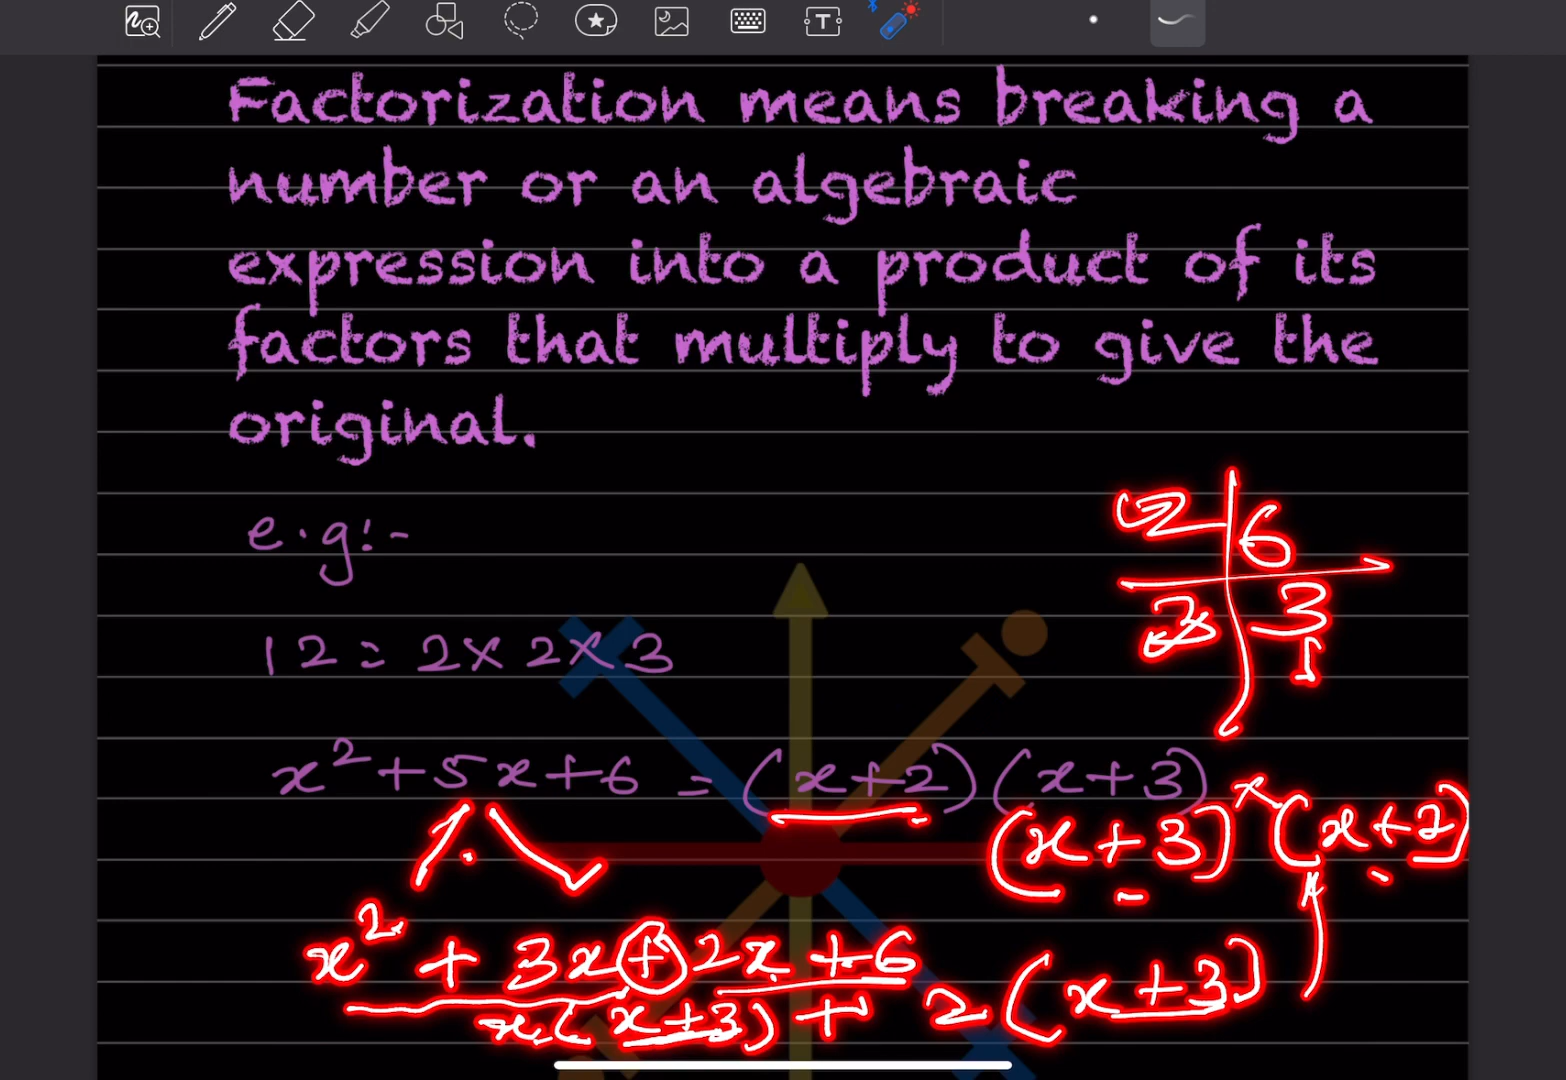 Factorization means breaking a
number or an algebraic
expression into a product of its
factors that multiply to give the
original.
e.g:-
12 = 2 × 2 × 3
2 | 6
3
1
x² + 5x + 6 = (x + 2) (x + 3)
(x + 3) × (x + 2)
x² + 3x + 2x + 6
x (x + 3) + 2 (x + 3)